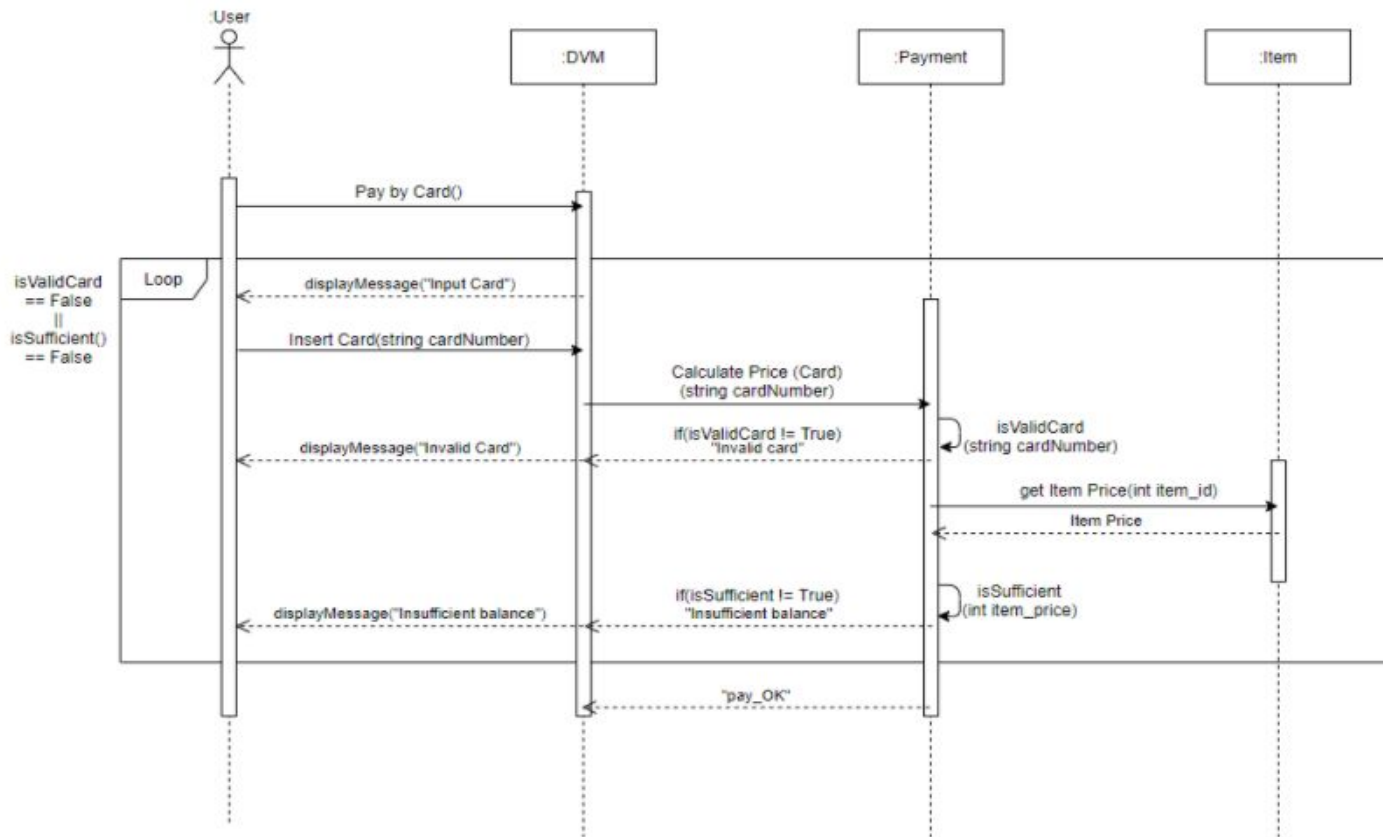 :User
:DVM
:Payment
:Item
Pay by Card()
isValidCard
== False
||
isSufficient()
== False
Loop
displayMessage("Input Card")
Insert Card(string cardNumber)
Calculate Price (Card)
(string cardNumber)
isValidCard
(string cardNumber)
if(isValidCard != True)
"Invalid card"
displayMessage("Invalid Card")
get Item Price(int item_id)
Item Price
isSufficient
(int item_price)
if(isSufficient != True)
"Insufficient balance"
displayMessage("Insufficient balance")
"pay_OK"